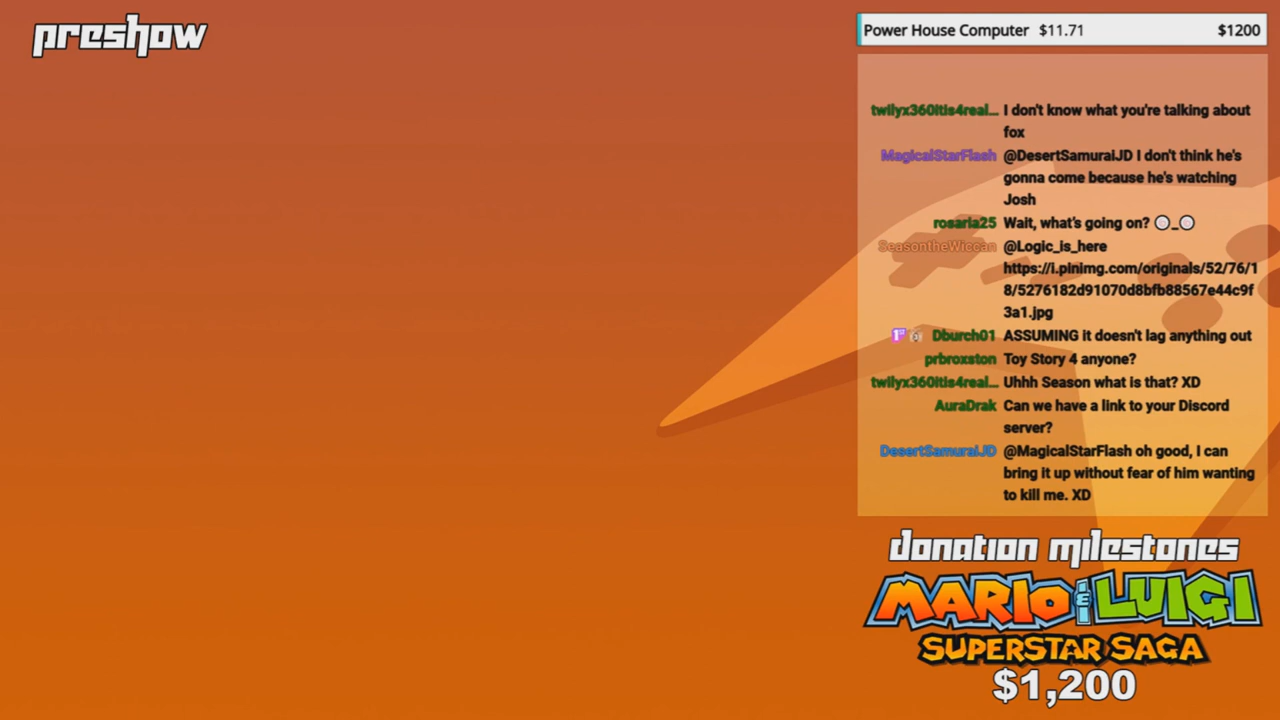 preshow
Power House Computer $11.71 $1200
twilyx360itis4real... I don't know what you're talking about
fox
MagicalStarFlash @DesertSamuraiJD I don't think he's
gonna come because he's watching
Josh
rosaria25 Wait, what's going on? ⚪_⚪
SeasontheWiccan @Logic_is_here
https://i.pinimg.com/originals/52/76/1
8/5276182d91070d8bfb88567e44c9f
3a1.jpg
Dburch01 ASSUMING it doesn't lag anything out
prbroxston Toy Story 4 anyone?
twilyx360itis4real... Uhhh Season what is that? XD
AuraDrak Can we have a link to your Discord
server?
DesertSamuraiJD @MagicalStarFlash oh good, I can
bring it up without fear of him wanting
to kill me. XD
donation milestones
MARIO & LUIGI
SUPERSTAR SAGA
$1,200